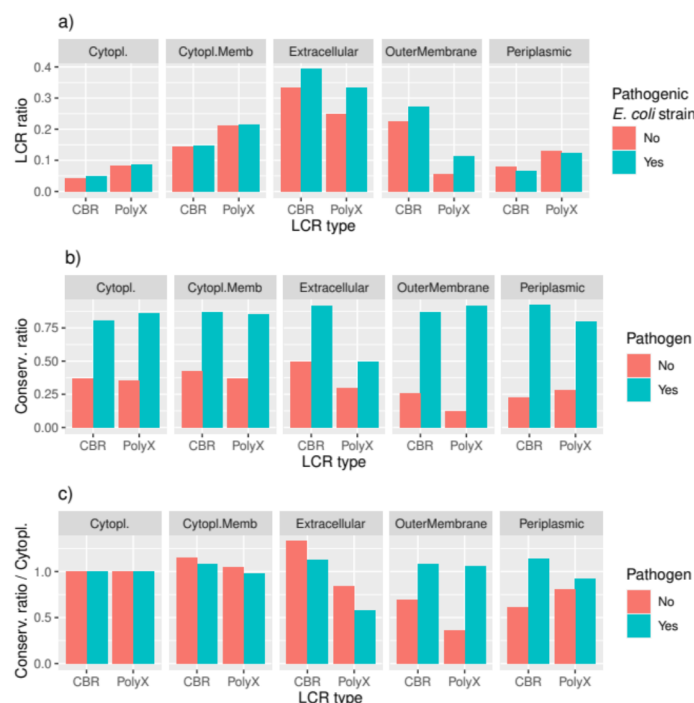 a)
Cytopl. Cytopl.Memb Extracellular OuterMembrane Periplasmic
LCR ratio
0.4
0.3
0.2
0.1
0.0
CBR PolyX CBR PolyX CBR PolyX CBR PolyX CBR PolyX
LCR type
Pathogenic
E. coli strain
No
Yes
b)
Cytopl. Cytopl.Memb Extracellular OuterMembrane Periplasmic
Conserv. ratio
0.75
0.50
0.25
0.00
CBR PolyX CBR PolyX CBR PolyX CBR PolyX CBR PolyX
LCR type
Pathogen
No
Yes
c)
Cytopl. Cytopl.Memb Extracellular OuterMembrane Periplasmic
Conserv. ratio / Cytopl.
1.0
0.5
0.0
CBR PolyX CBR PolyX CBR PolyX CBR PolyX CBR PolyX
LCR type
Pathogen
No
Yes